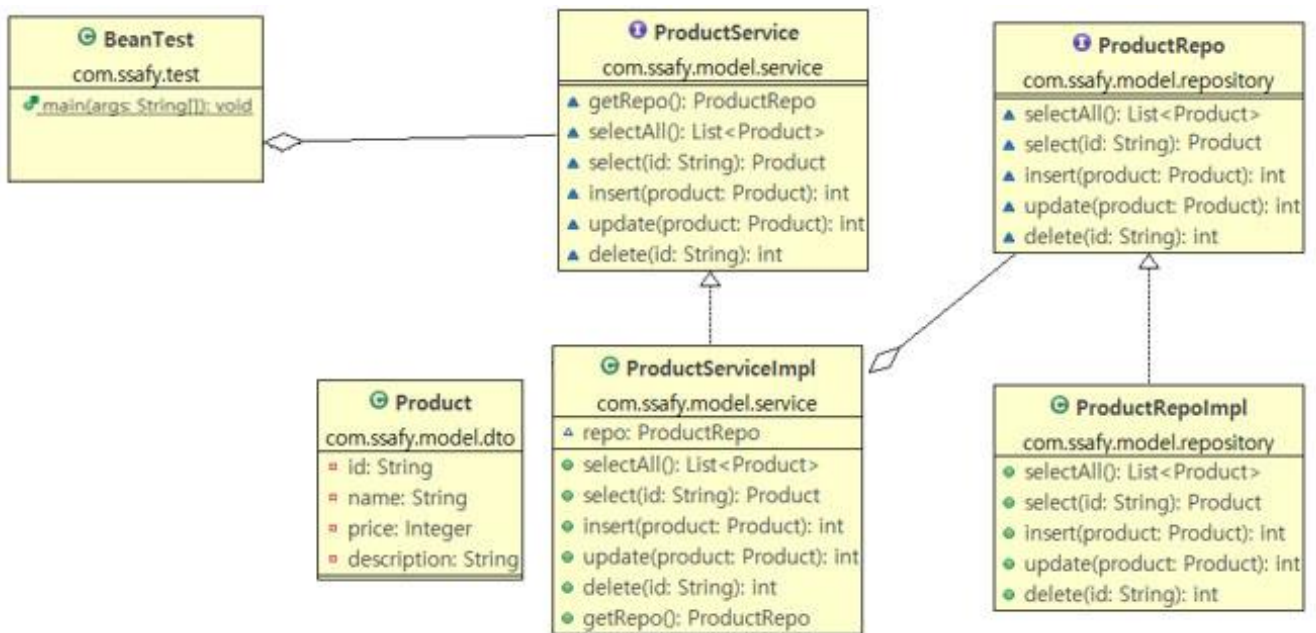 BeanTest
com.ssafy.test
main(args: String[]): void
ProductService
com.ssafy.model.service
getRepo(): ProductRepo
selectAll(): List<Product>
select(id: String): Product
insert(product: Product): int
update(product: Product): int
delete(id: String): int
ProductRepo
com.ssafy.model.repository
selectAll(): List<Product>
select(id: String): Product
insert(product: Product): int
update(product: Product): int
delete(id: String): int
Product
com.ssafy.model.dto
id: String
name: String
price: Integer
description: String
ProductServiceImpl
com.ssafy.model.service
repo: ProductRepo
selectAll(): List<Product>
select(id: String): Product
insert(product: Product): int
update(product: Product): int
delete(id: String): int
getRepo(): ProductRepo
ProductRepoImpl
com.ssafy.model.repository
selectAll(): List<Product>
select(id: String): Product
insert(product: Product): int
update(product: Product): int
delete(id: String): int